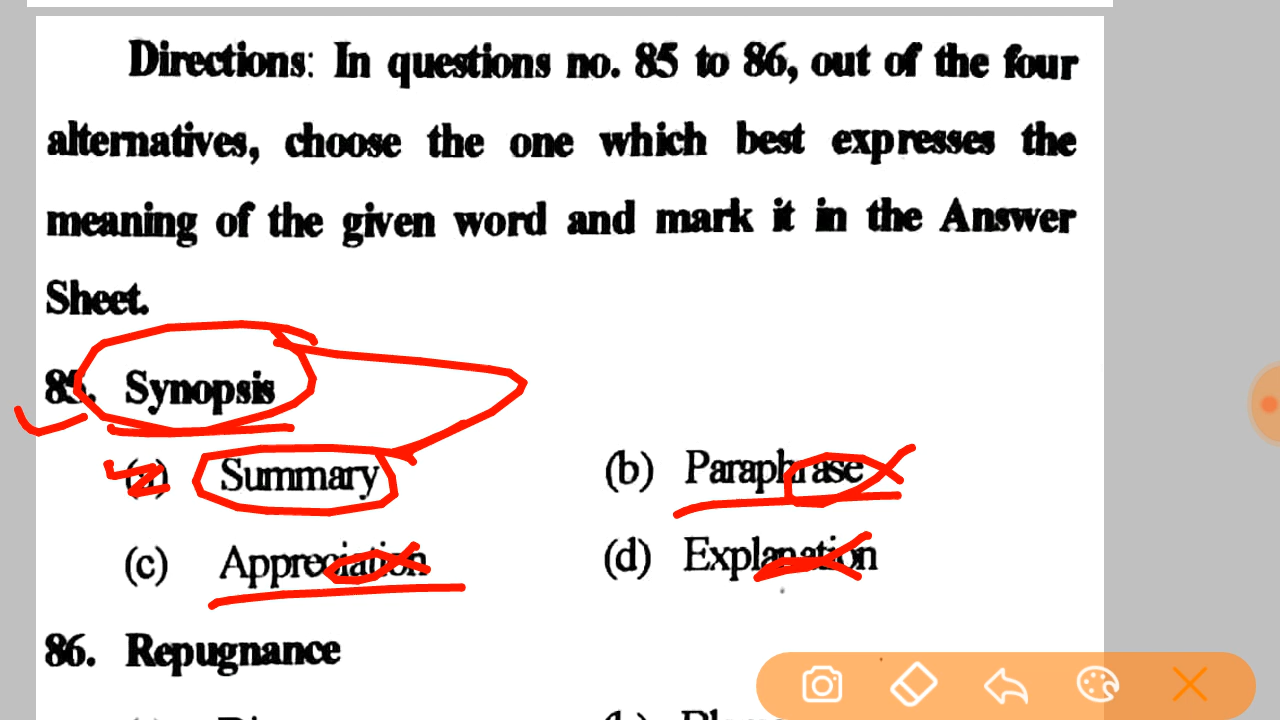 Directions: In questions no. 85 to 86, out of the four
alternatives, choose the one which best expresses the
meaning of the given word and mark it in the Answer
Sheet.
85. Synopsis
(a) Summary (b) Paraphrase
(c) Appreciation (d) Explanation
86. Repugnance